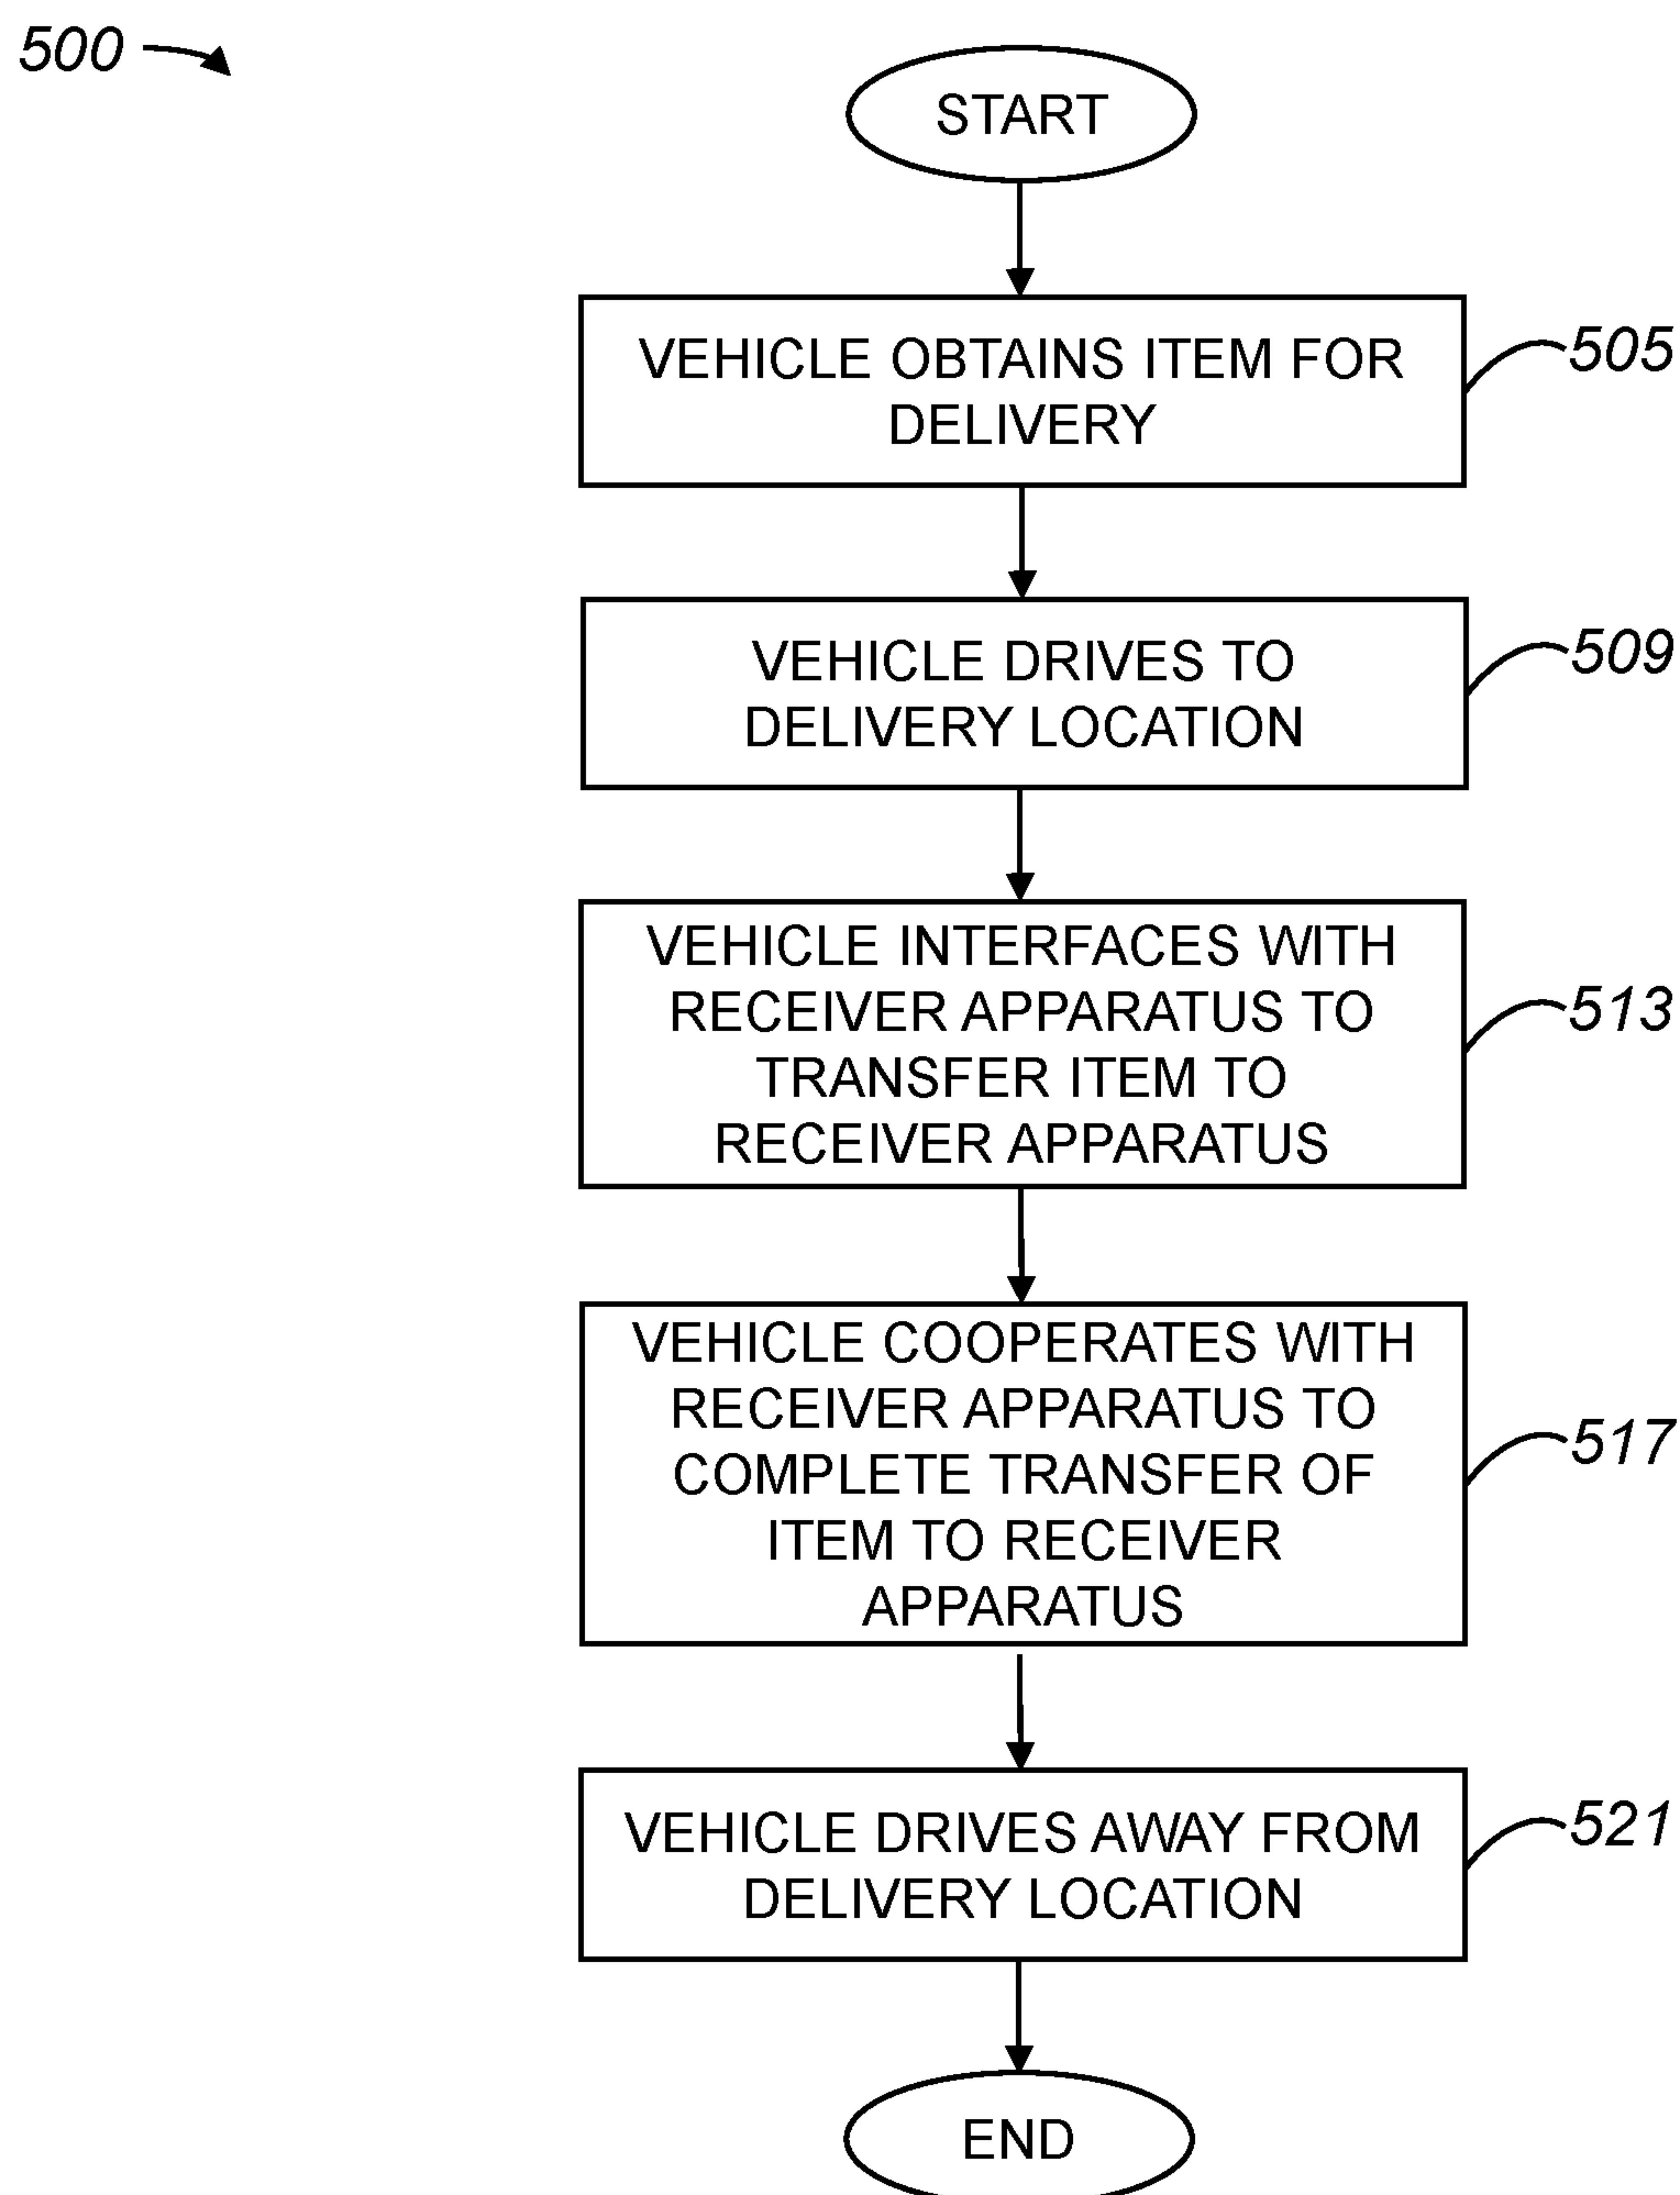 500
START
VEHICLE OBTAINS ITEM FOR
DELIVERY
505
VEHICLE DRIVES TO
DELIVERY LOCATION
509
VEHICLE INTERFACES WITH
RECEIVER APPARATUS TO
TRANSFER ITEM TO
RECEIVER APPARATUS
513
VEHICLE COOPERATES WITH
RECEIVER APPARATUS TO
COMPLETE TRANSFER OF
ITEM TO RECEIVER
APPARATUS
517
VEHICLE DRIVES AWAY FROM
DELIVERY LOCATION
521
END